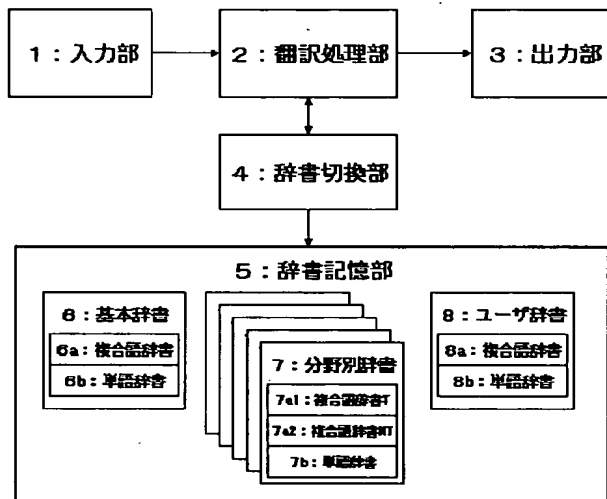 1：入力部
2：翻訳処理部
3：出力部
4：辞書切換部
5：辞書記憶部
6：基本辞書
6a：複合語辞書
6b：単語辞書
7：分野別辞書
7a1：複合語辞書T
7a2：複合語辞書NT
7b：単語辞書
8：ユーザ辞書
8a：複合語辞書
8b：単語辞書